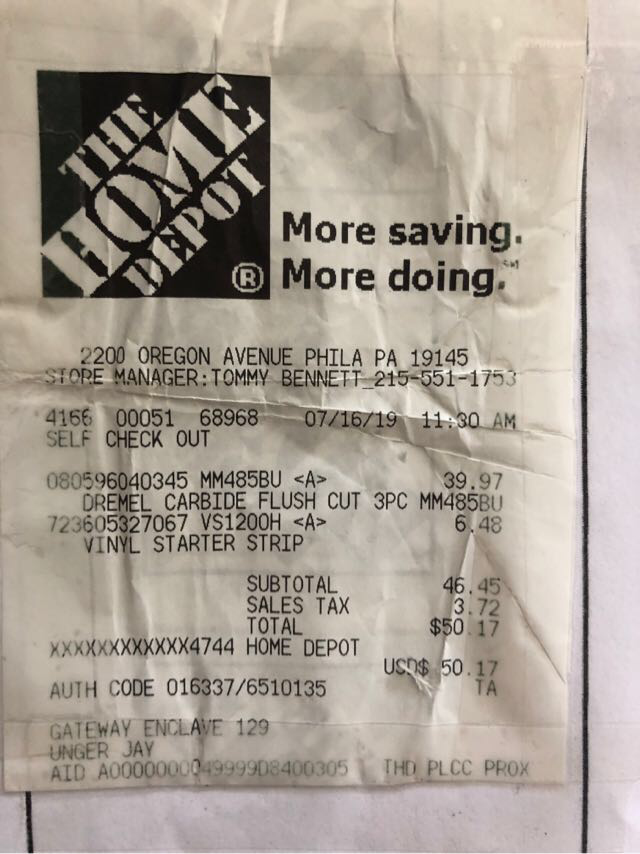 THE
HOME
DEPOT
®
More saving.
More doing.℠
2200 OREGON AVENUE PHILA PA 19145
STORE MANAGER:TOMMY BENNETT 215-551-1753
4166 00051 68968 07/16/19 11:30 AM
SELF CHECK OUT
080596040345 MM485BU <A> 39.97
DREMEL CARBIDE FLUSH CUT 3PC MM485BU
723605327067 VS1200H <A> 6.48
VINYL STARTER STRIP
SUBTOTAL 46.45
SALES TAX 3.72
TOTAL $50.17
XXXXXXXXXXXX4744 HOME DEPOT
USD$ 50.17
AUTH CODE 016337/6510135 TA
GATEWAY ENCLAVE 129
UNGER JAY
AID A0000000049999D8400305 THD PLCC PROX